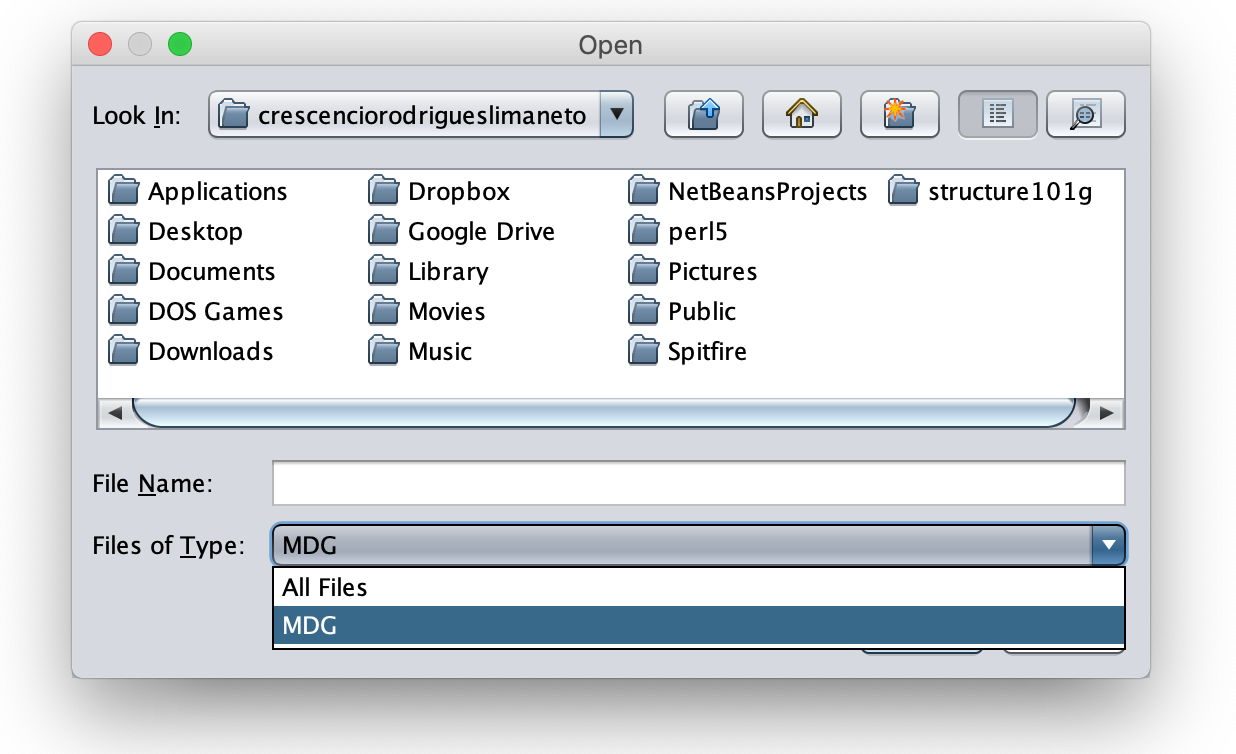 Open
Look In: crescenciorodrigueslimaneto
Applications Dropbox NetBeansProjects structure101g
Desktop Google Drive perl5
Documents Library Pictures
DOS Games Movies Public
Downloads Music Spitfire
File Name:
Files of Type: MDG
All Files
MDG